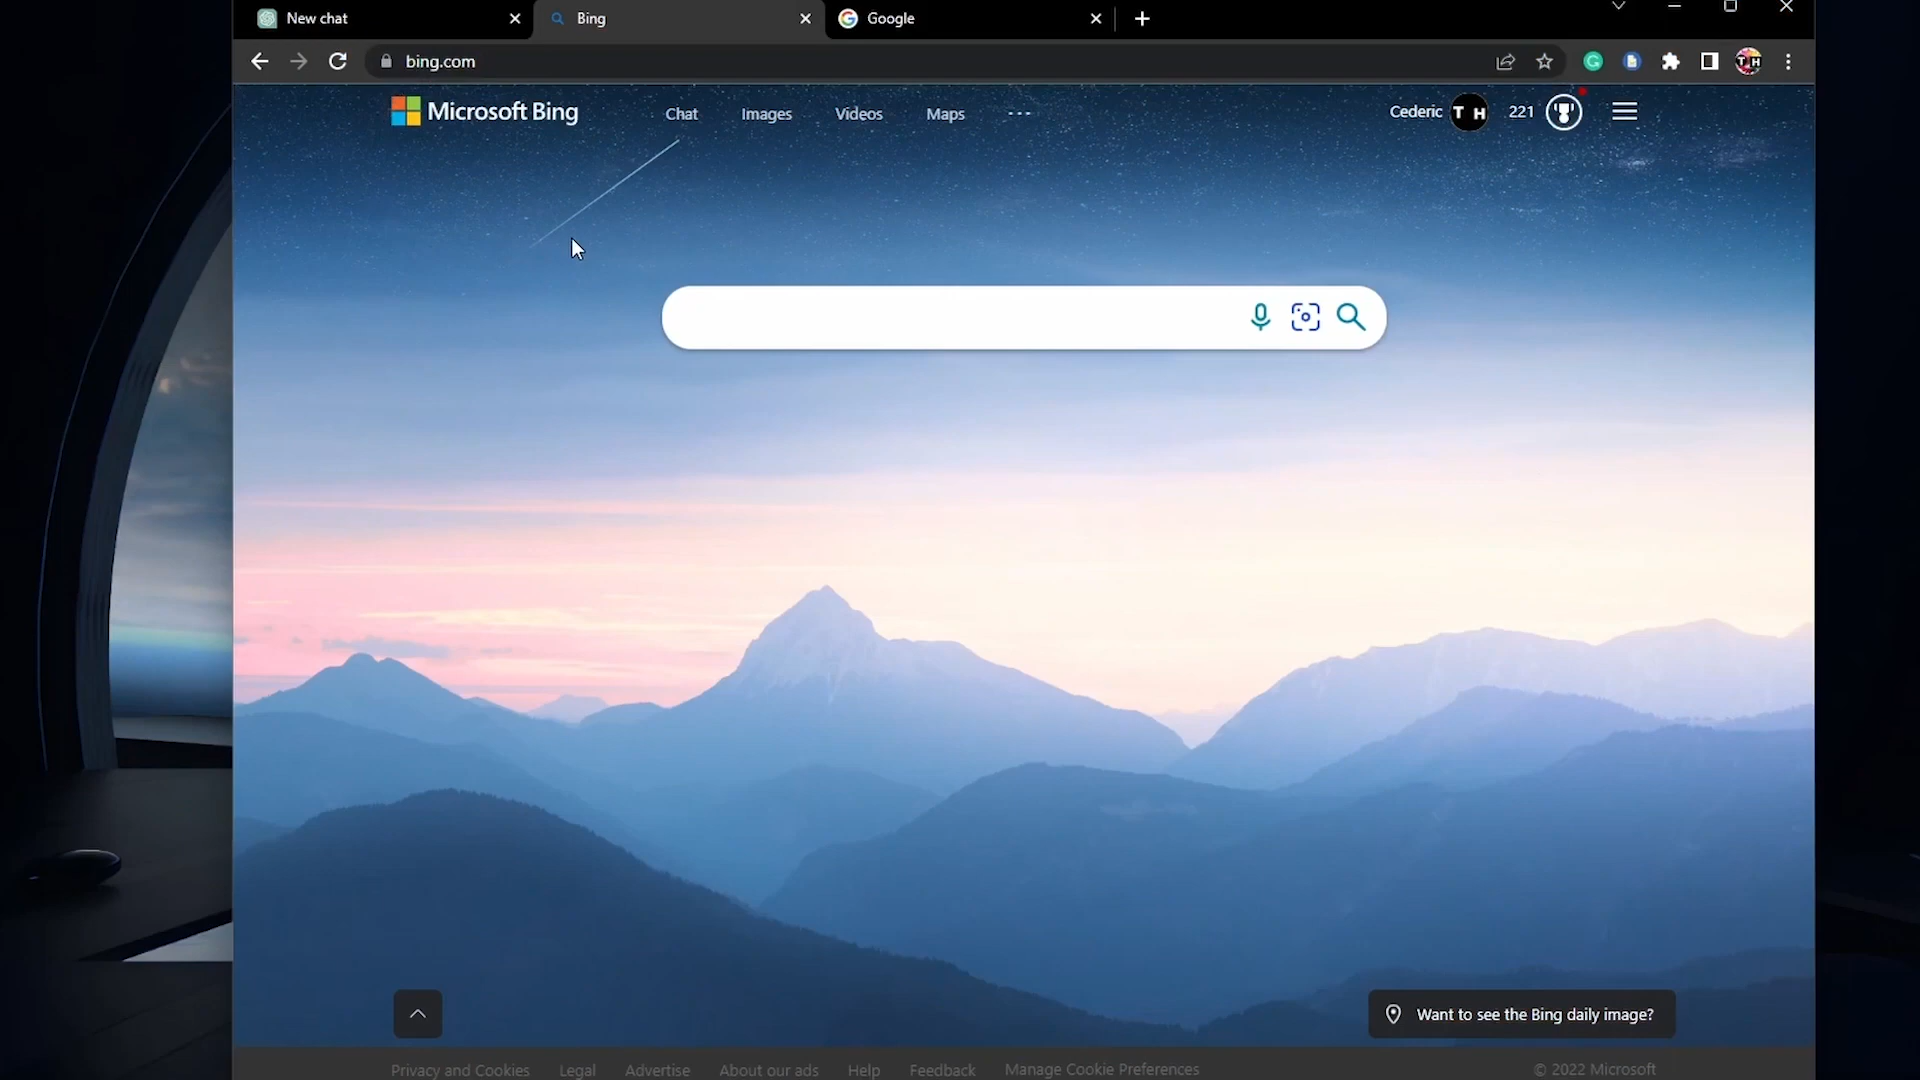 New chat
Bing
Google
bing.com
Microsoft Bing
Chat
Images
Videos
Maps
Cederic
T H
221
Want to see the Bing daily image?
Privacy and Cookies
Legal
Advertise
About our ads
Help
Feedback
Manage Cookie Preferences
© 2022 Microsoft